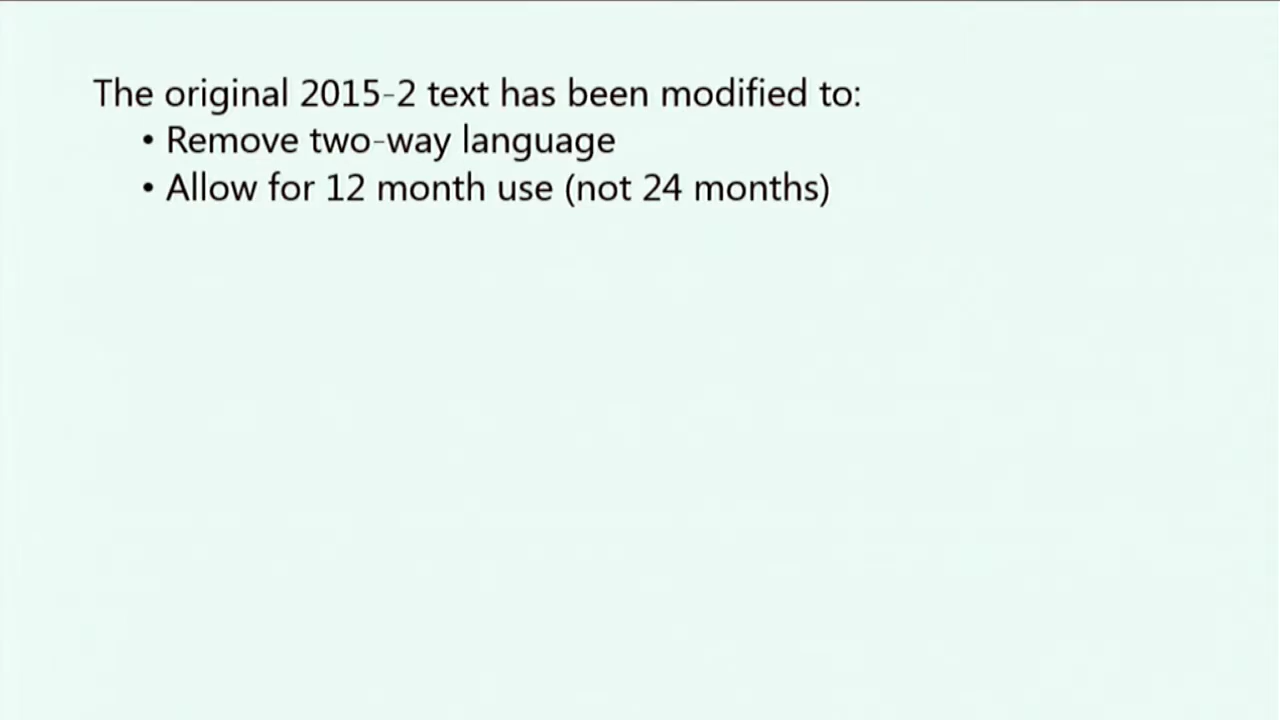 The original 2015-2 text has been modified to:
• Remove two-way language
• Allow for 12 month use (not 24 months)